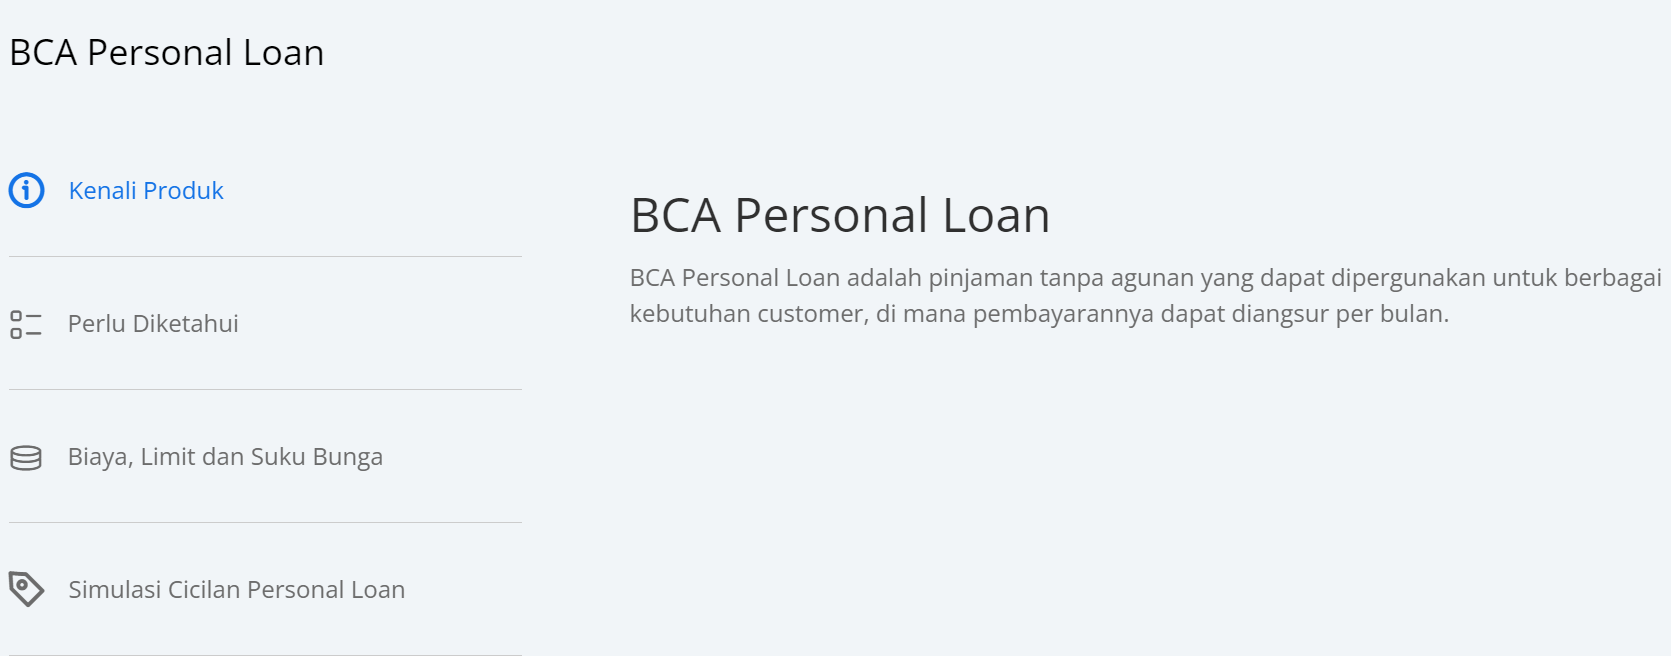 BCA Personal Loan
Kenali Produk
Perlu Diketahui
Biaya, Limit dan Suku Bunga
Simulasi Cicilan Personal Loan
BCA Personal Loan
BCA Personal Loan adalah pinjaman tanpa agunan yang dapat dipergunakan untuk berbagai
kebutuhan customer, di mana pembayarannya dapat diangsur per bulan.